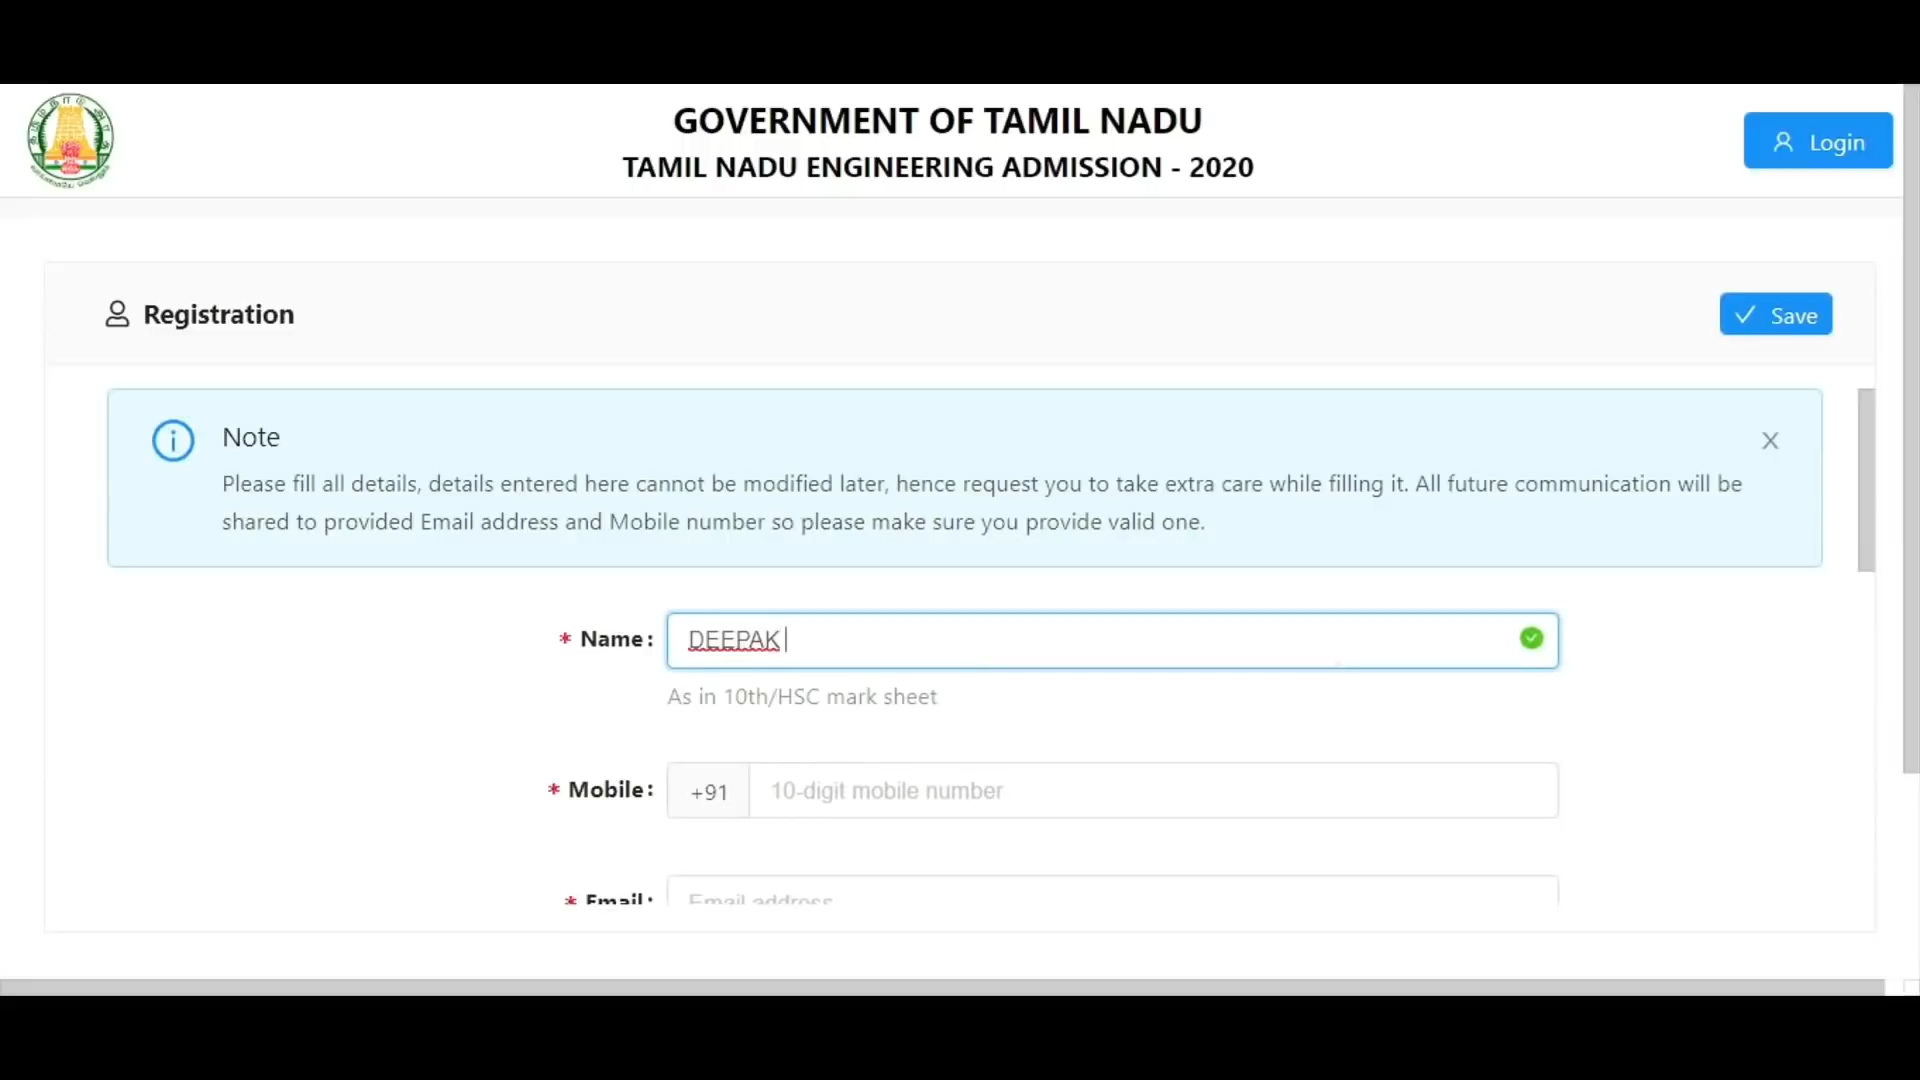 GOVERNMENT OF TAMIL NADU
TAMIL NADU ENGINEERING ADMISSION - 2020
Login
Registration
Save
Note
Please fill all details, details entered here cannot be modified later, hence request you to take extra care while filling it. All future communication will be
shared to provided Email address and Mobile number so please make sure you provide valid one.
* Name : DEEPAK
As in 10th/HSC mark sheet
* Mobile : +91 10-digit mobile number
* Email : Email address